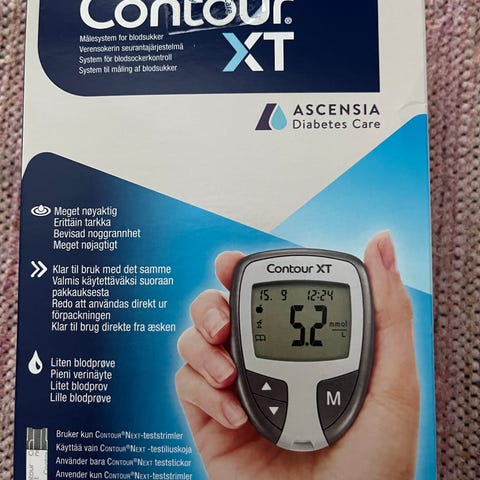 Contour®
XT
Målesystem for blodsukker
Verensokerin seurantajärjestelmä
System för blodsockerkontroll
System til måling af blodsukker
ASCENSIA
Diabetes Care
Meget nøyaktig
Erittäin tarkka
Bevisad noggrannhet
Meget nøjagtigt
Klar til bruk med det samme
Valmis käytettäväksi suoraan
pakkauksesta
Redo att användas direkt ur
förpackningen
Klar til brug direkte fra æsken
Liten blodprøve
Pieni verinäyte
Litet blodprov
Lille blodprøve
Contour XT
15. 9 12:24
5.2 mmol
L
M
Bruker kun CONTOUR®NEXT-teststrimler
Käyttää vain CONTOUR®NEXT -testiliuskoja
Använder bara CONTOUR®NEXT teststickor
Anvender kun CONTOUR®NEXT-teststrimler
Contour